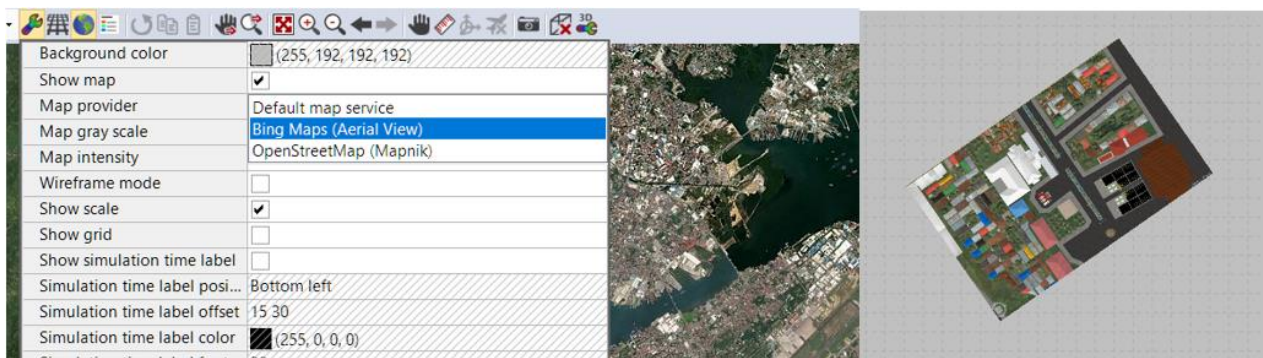 3D
Background color (255, 192, 192, 192)
Show map
Map provider Default map service
Map gray scale Bing Maps (Aerial View)
Map intensity OpenStreetMap (Mapnik)
Wireframe mode
Show scale
Show grid
Show simulation time label
Simulation time label posi... Bottom left
Simulation time label offset 15 30
Simulation time label color (255, 0, 0, 0)